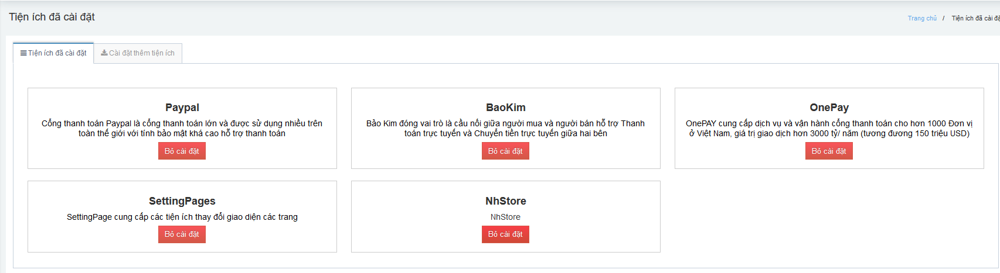 Tiện ích đã cài đặt
Trang chủ / Tiện ích đã cài
Tiện ích đã cài đặt
Cài đặt thêm tiện ích
Paypal
Cổng thanh toán Paypal là cổng thanh toán lớn và được sử dụng nhiều trên
toàn thế giới với tính bảo mật khá cao hỗ trợ thanh toán
Bỏ cài đặt
BaoKim
Bảo Kim đóng vai trò là cầu nối giữa người mua và người bán hỗ trợ Thanh
toán trực tuyến và Chuyển tiền trực tuyến giữa hai bên
Bỏ cài đặt
OnePay
OnePAY cung cấp dịch vụ và vận hành cổng thanh toán cho hơn 1000 Đơn vị
ở Việt Nam, giá trị giao dịch hơn 3000 tỷ/ năm (tương đương 150 triệu USD)
Bỏ cài đặt
SettingPages
SettingPage cung cấp các tiện ích thay đổi giao diện các trang
Bỏ cài đặt
NhStore
NhStore
Bỏ cài đặt